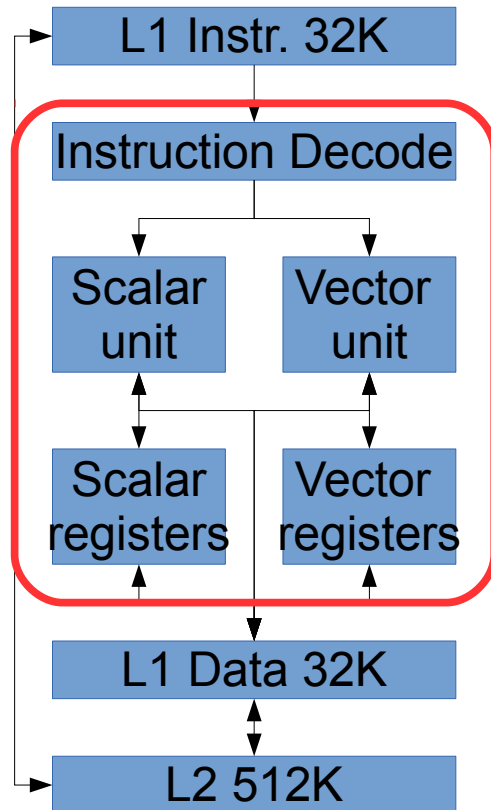 L1 Instr. 32K
Instruction Decode
Scalar
unit
Vector
unit
Scalar
registers
Vector
registers
L1 Data 32K
L2 512K